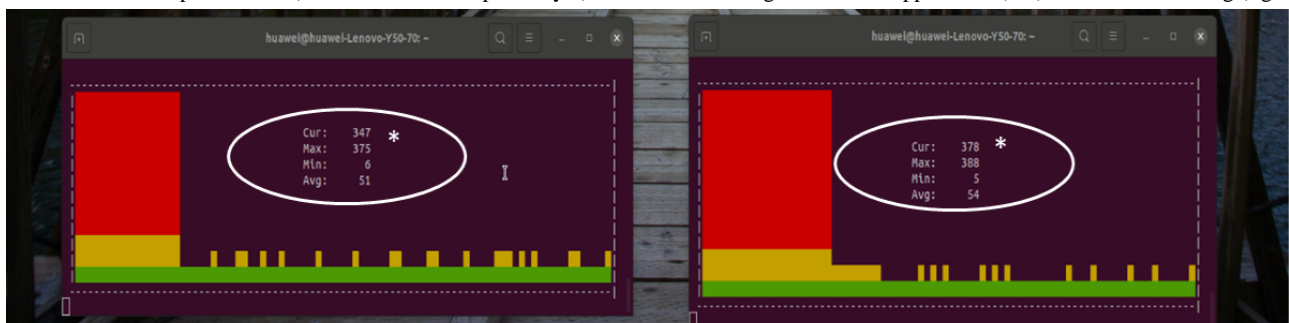 huawei@huawei-Lenovo-Y50-70: ~
Cur: 347 *
Max: 375
Min: 6
Avg: 51
huawei@huawei-Lenovo-Y50-70: ~
Cur: 378 *
Max: 388
Min: 5
Avg: 54